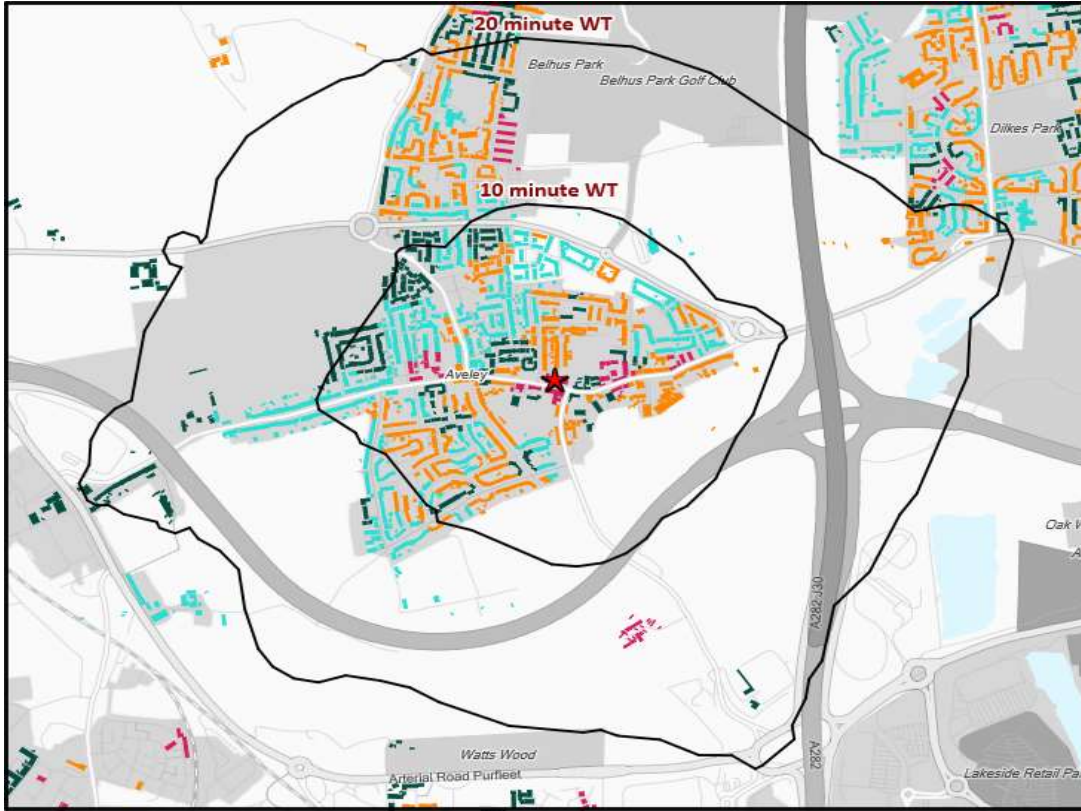 20 minute WT
Belhus Park
Belhus Park Golf Club
Dilkes Park
10 minute WT
Aveley
Oak W
A
A282 J30
A282
Watts Wood
Arterial Road Purfleet
Lakeside Retail Pa